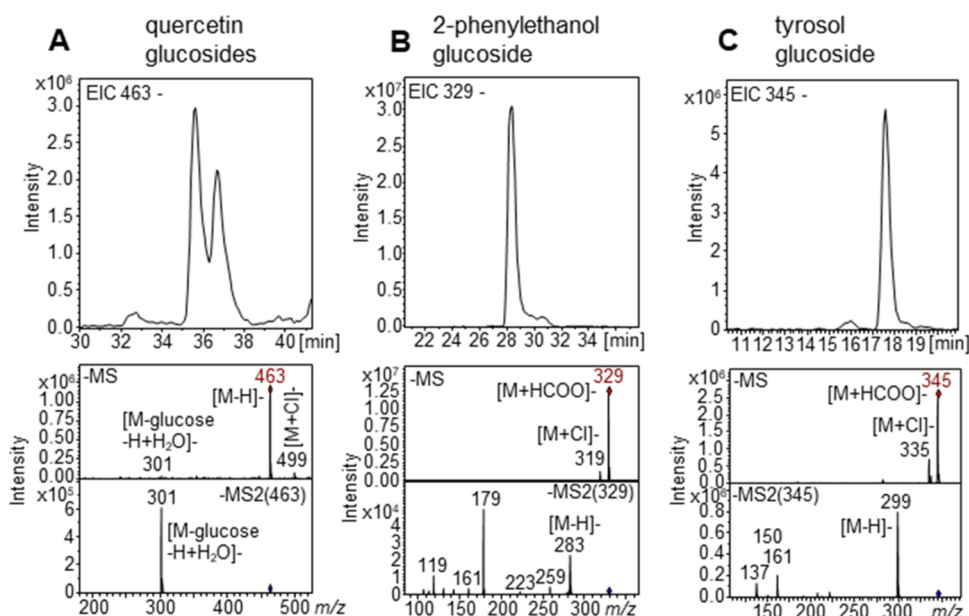 A
quercetin
glucosides
x10⁶
EIC 463 -
3.0
2.5
2.0
1.5
1.0
0.5
0.0
Intensity
30 32 34 36 38 40 [min]
x10⁶
-MS
463
[M-H]-
[M+Cl]-
[M-glucose
-H+H₂O]-
301
499
1.00
0.75
0.50
0.25
0.00
x10⁵
-MS2(463)
301
[M-glucose
-H+H₂O]-
6
4
2
0
Intensity
200 300 400 500 m/z
B
2-phenylethanol
glucoside
x10⁷
EIC 329 -
3.0
2.5
2.0
1.5
1.0
0.5
0.0
Intensity
22 24 26 28 30 32 34 [min]
x10⁷
-MS
329
[M+HCOO]-
[M+Cl]-
319
1.25
1.00
0.75
0.50
0.25
0.00
x10⁴
-MS2(329)
179
[M-H]-
283
119
161
223
259
4
2
0
Intensity
100 150 200 250 300 m/z
C
tyrosol
glucoside
x10⁶
EIC 345 -
5
4
3
2
1
0
Intensity
11 12 13 14 15 16 17 18 19 [min]
x10⁶
-MS
345
[M+HCOO]-
[M+Cl]-
335
2.5
2.0
1.5
1.0
0.5
0.0
x10⁶
-MS2(345)
299
[M-H]-
150
161
137
0.8
0.6
0.4
0.2
0.0
Intensity
150 200 250 300 m/z